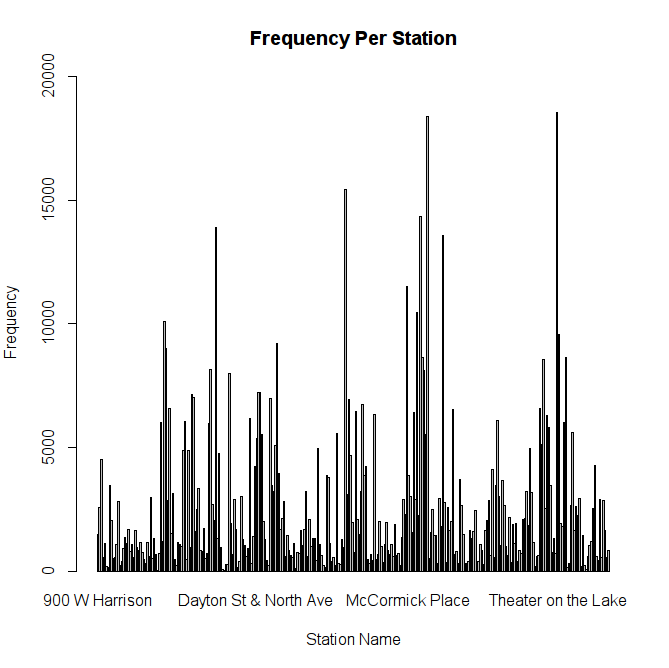 Frequency Per Station
20000
15000
10000
5000
0
Frequency
900 W Harrison
Dayton St & North Ave
McCormick Place
Theater on the Lake
Station Name